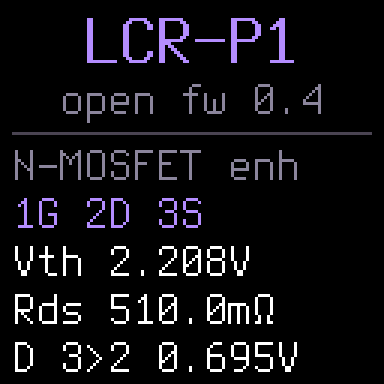 LCR-P1
open fw 0.4
N-MOSFET enh
1G 2D 3S
Vth 2.208V
Rds 510.0mΩ
D 3>2 0.695V